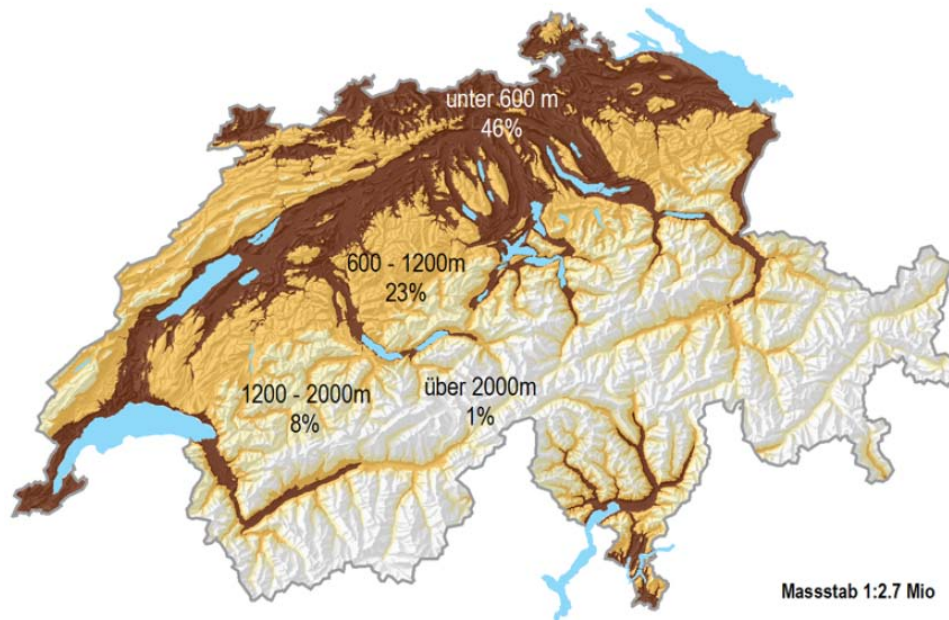 unter 600 m
46%
600 - 1200m
23%
1200 - 2000m
8%
über 2000m
1%
Massstab 1:2.7 Mio